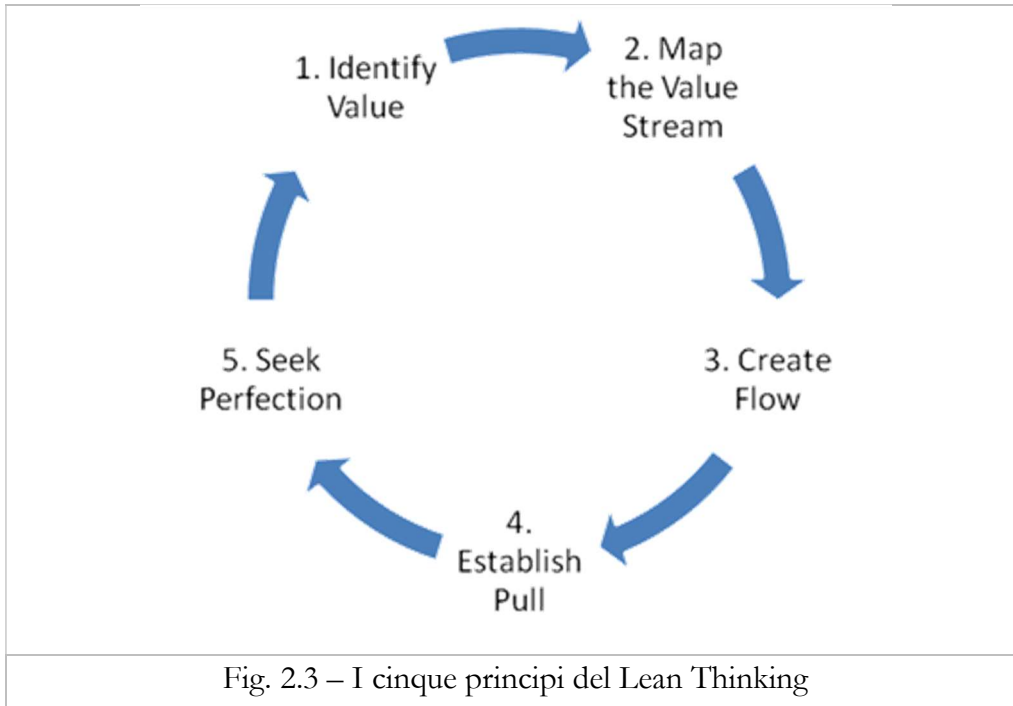 1. Identify
Value
2. Map
the Value
Stream
3. Create
Flow
4.
Establish
Pull
5. Seek
Perfection
Fig. 2.3 – I cinque principi del Lean Thinking